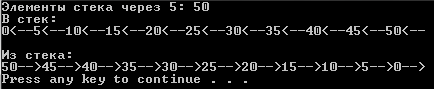 Элементы стека через 5: 50
В стек:
0<--5<--10<--15<--20<--25<--30<--35<--40<--45<--50<--
Из стека:
50-->45-->40-->35-->30-->25-->20-->15-->10-->5-->0-->
Press any key to continue . . .